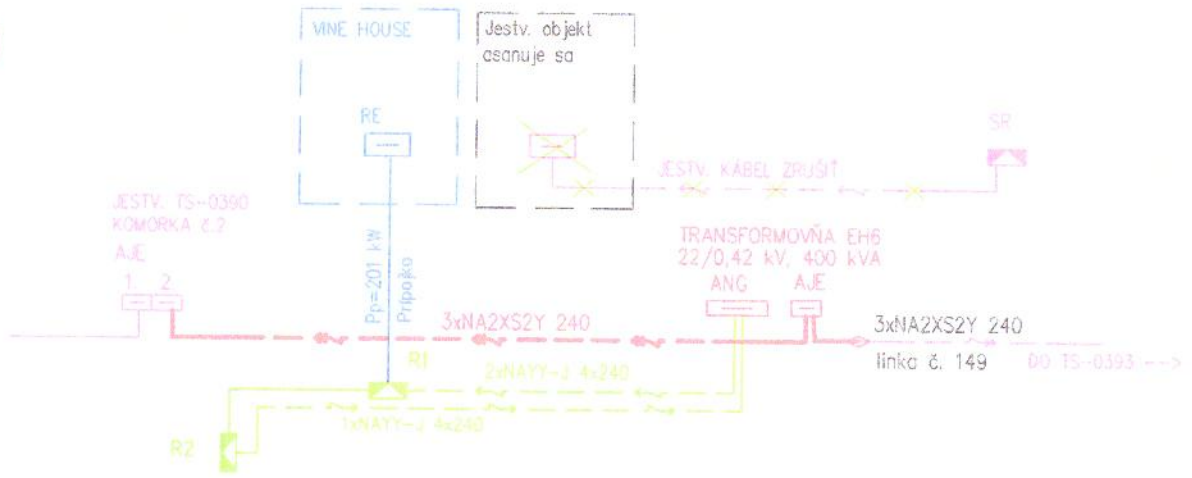 VINE HOUSE
Jestv. objekt
asanuje sa
RE
SR
JESTV. KÁBEL ZRUŠIŤ
JESTV. TS-0390
KOMORKA č.2
AJE
1 2
Pp=201 kW
Prípojka
TRANSFORMOVŇA EH6
22/0,42 kV, 400 kVA
ANG AJE
3xNA2XS2Y 240
3xNA2XS2Y 240
linka č. 149
DO TS-0393 -->
R1
2xNAYY-J 4x240
1xNAYY-J 4x240
R2